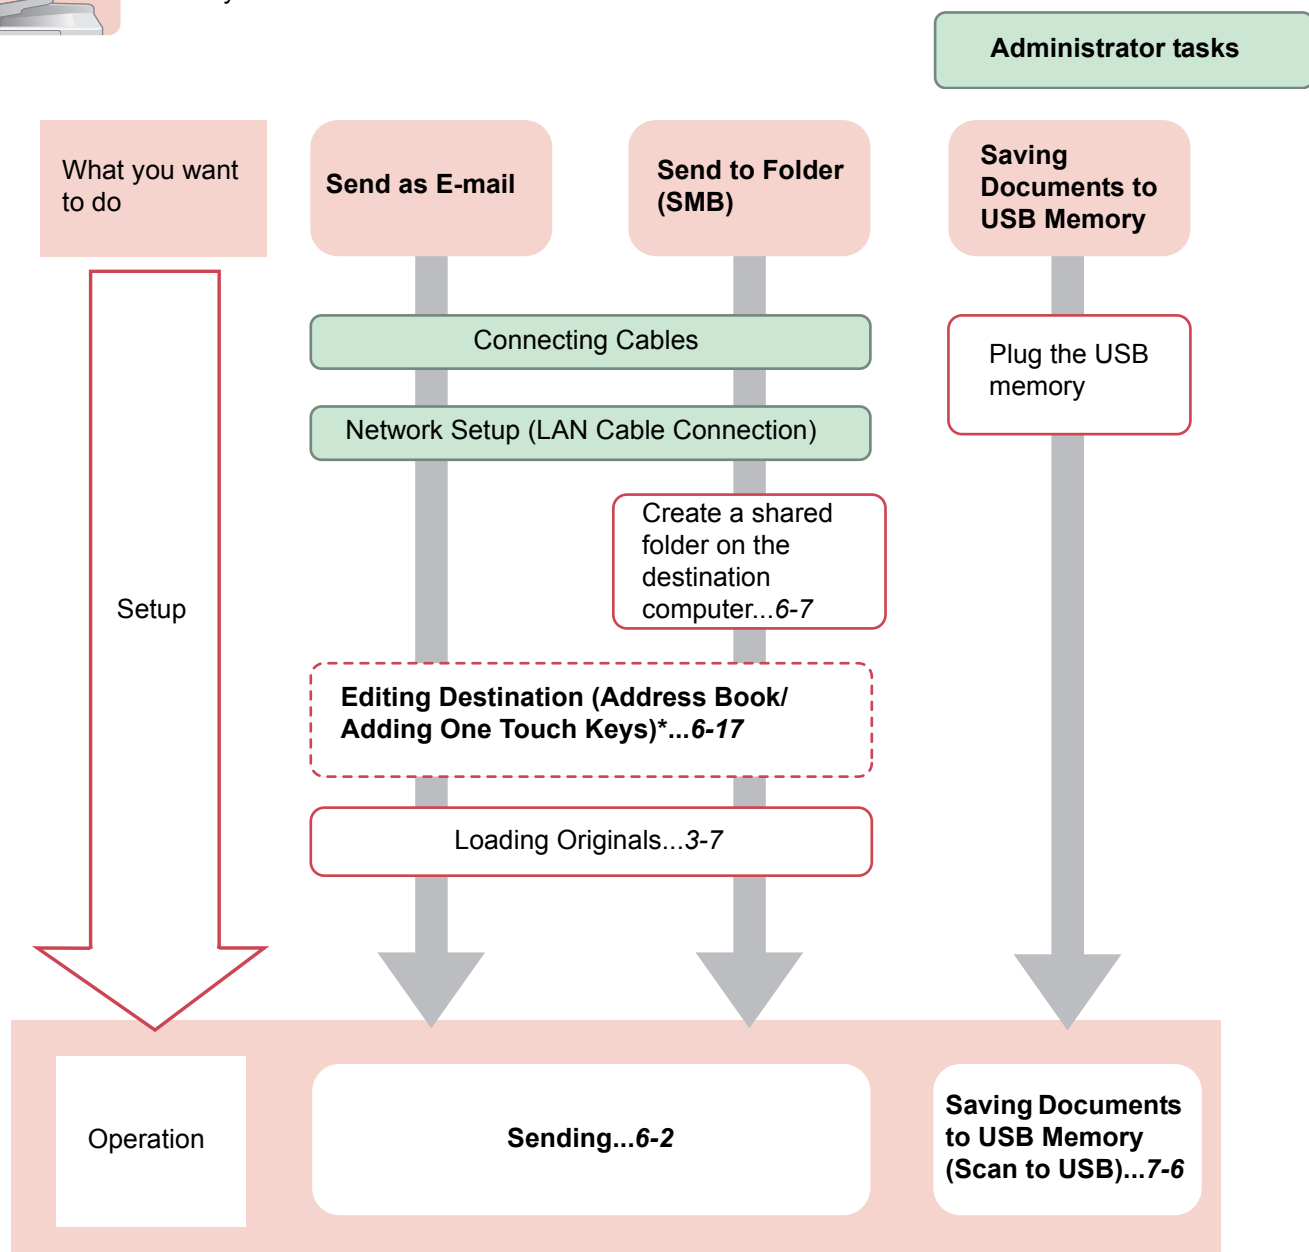 Administrator tasks
What you want
to do
Send as E-mail
Send to Folder
(SMB)
Saving
Documents to
USB Memory
Connecting Cables
Plug the USB
memory
Network Setup (LAN Cable Connection)
Create a shared
folder on the
destination
computer...6-7
Setup
Editing Destination (Address Book/
Adding One Touch Keys)*...6-17
Loading Originals...3-7
Operation
Sending...6-2
Saving Documents
to USB Memory
(Scan to USB)...7-6